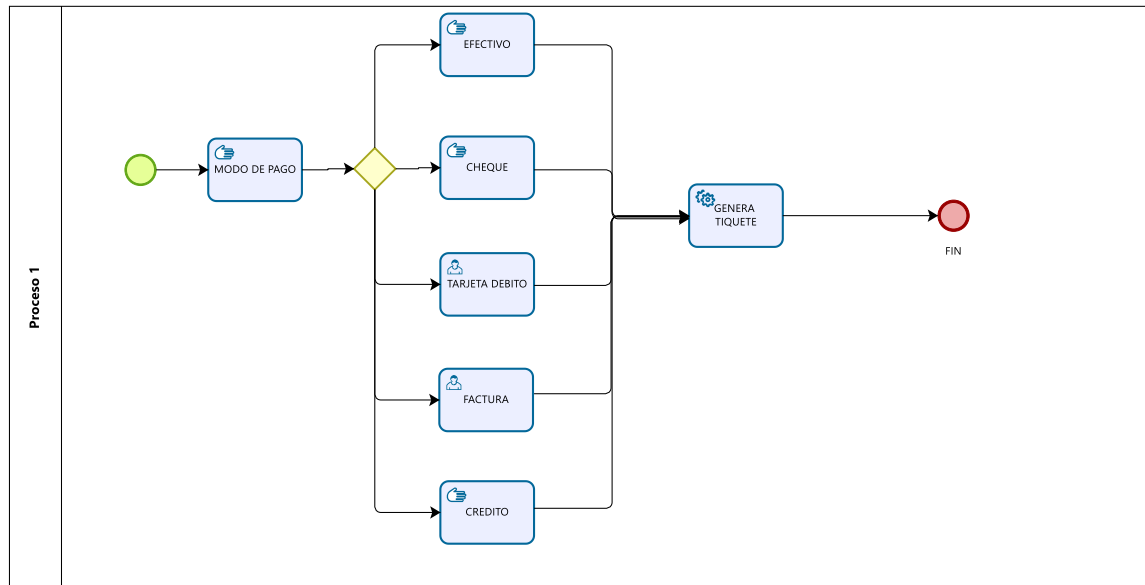 Proceso 1
MODO DE PAGO
EFECTIVO
CHEQUE
TARJETA DEBITO
FACTURA
CREDITO
GENERA
TIQUETE
FIN